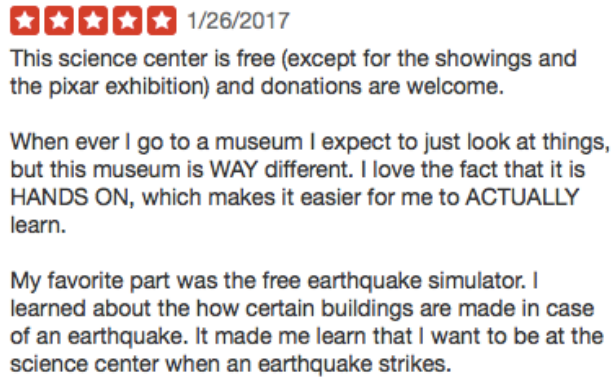 1/26/2017
This science center is free (except for the showings and
the pixar exhibition) and donations are welcome.
When ever I go to a museum I expect to just look at things,
but this museum is WAY different. I love the fact that it is
HANDS ON, which makes it easier for me to ACTUALLY
learn.
My favorite part was the free earthquake simulator. I
learned about the how certain buildings are made in case
of an earthquake. It made me learn that I want to be at the
science center when an earthquake strikes.